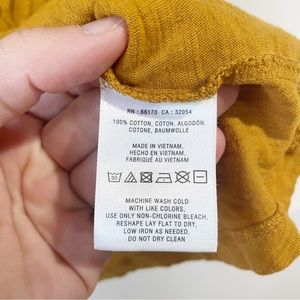 RN : 66170 CA : 32054
100% COTTON, COTON, ALGODÓN,
COTONE, BAUMWOLLE
MADE IN VIETNAM,
HECHO EN VIETNAM,
FABRIQUÉ AU VIETNAM
30
MACHINE WASH COLD
WITH LIKE COLORS,
USE ONLY NON-CHLORINE BLEACH,
RESHAPE LAY FLAT TO DRY,
LOW IRON AS NEEDED,
DO NOT DRY CLEAN